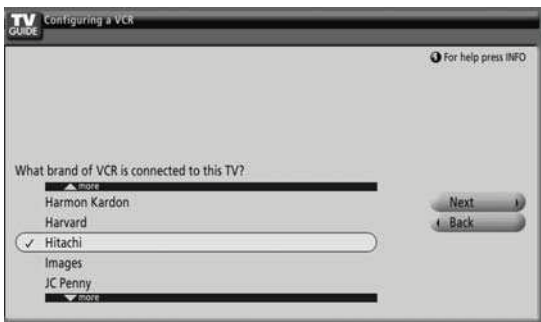 TV GUIDE Configuring a VCR
For help press INFO
What brand of VCR is connected to this TV?
more
Harmon Kardon
Next
Harvard
Back
✓ Hitachi
Images
JC Penny
more